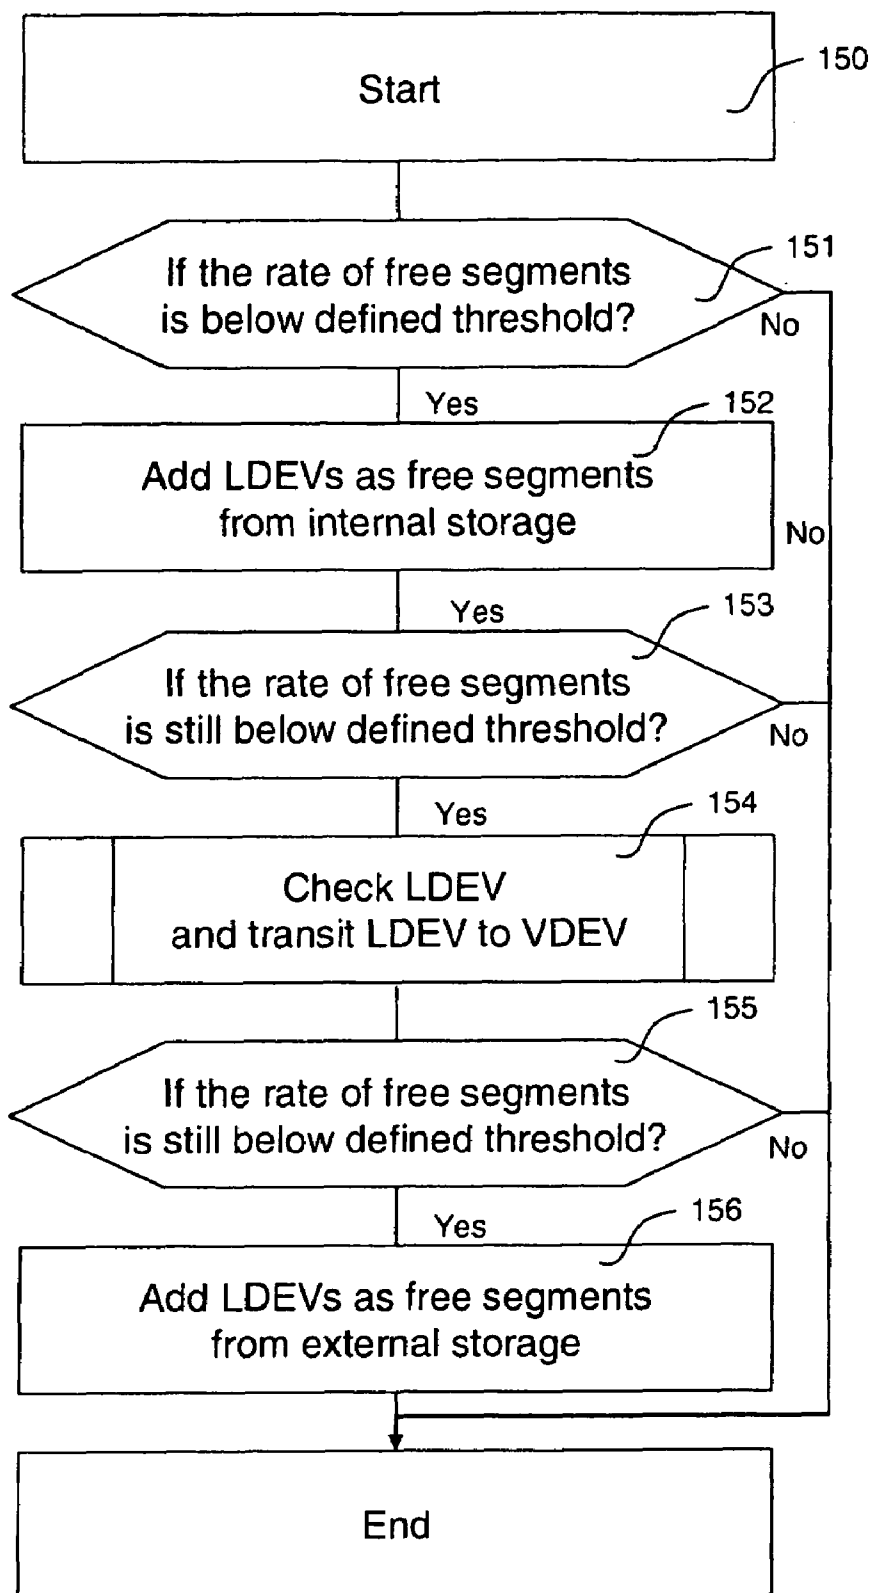 Start
150
If the rate of free segments
is below defined threshold?
151
No
Yes
152
Add LDEVs as free segments
from internal storage
No
Yes
153
If the rate of free segments
is still below defined threshold?
No
Yes
154
Check LDEV
and transit LDEV to VDEV
155
If the rate of free segments
is still below defined threshold?
No
Yes
156
Add LDEVs as free segments
from external storage
End